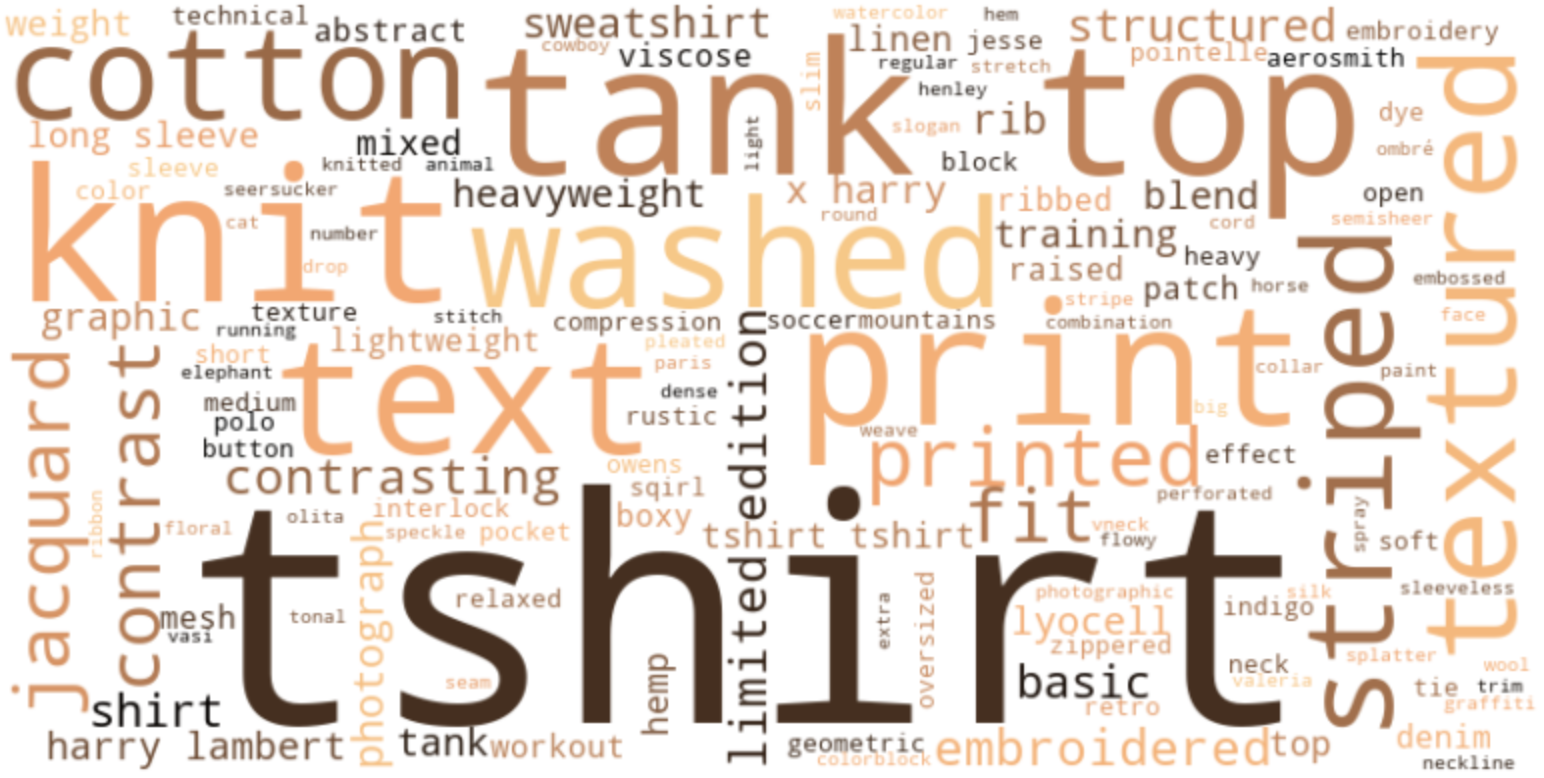 weight
technical
abstract
sweatshirt
cowboy
viscose
watercolor
hem
linen
jesse
regular
stretch
structured
embroidery
pointelle
aerosmith
cotton
tank top
slim
henley
slogan
rib
block
light
dye
ombré
textured
long sleeve
mixed
sleeve
knitted
animal
color
seersucker
heavyweight
x harry
round
ribbed
blend
cord
open
semisheer
knit
cat
number
drop
washed
training
raised
heavy
patch
horse
striped
embossed
graphic
texture
running
stitch
compression
soccer
mountains
stripe
combination
face
lightweight
pleated
short
elephant
text
paris
dense
print
collar
paint
jacquard
contrast
medium
polo
button
rustic
big
weave
printed
effect
contrasting
owens
sqirl
limited edition
perforated
ribbon
floral
olita
interlock
speckle
pocket
boxy
tshirt tshirt
fit
vneck
flowy
spray
soft
tshirt
photograph
mesh
vasi
tonal
relaxed
extra
oversized
photographic
silk
lyocell
zippered
indigo
sleeveless
seam
hemp
basic
retro
neck
valeria
splatter
wool
tie
trim
graffiti
shirt
harry lambert
tank
workout
geometric
colorblock
embroidered
top
denim
neckline